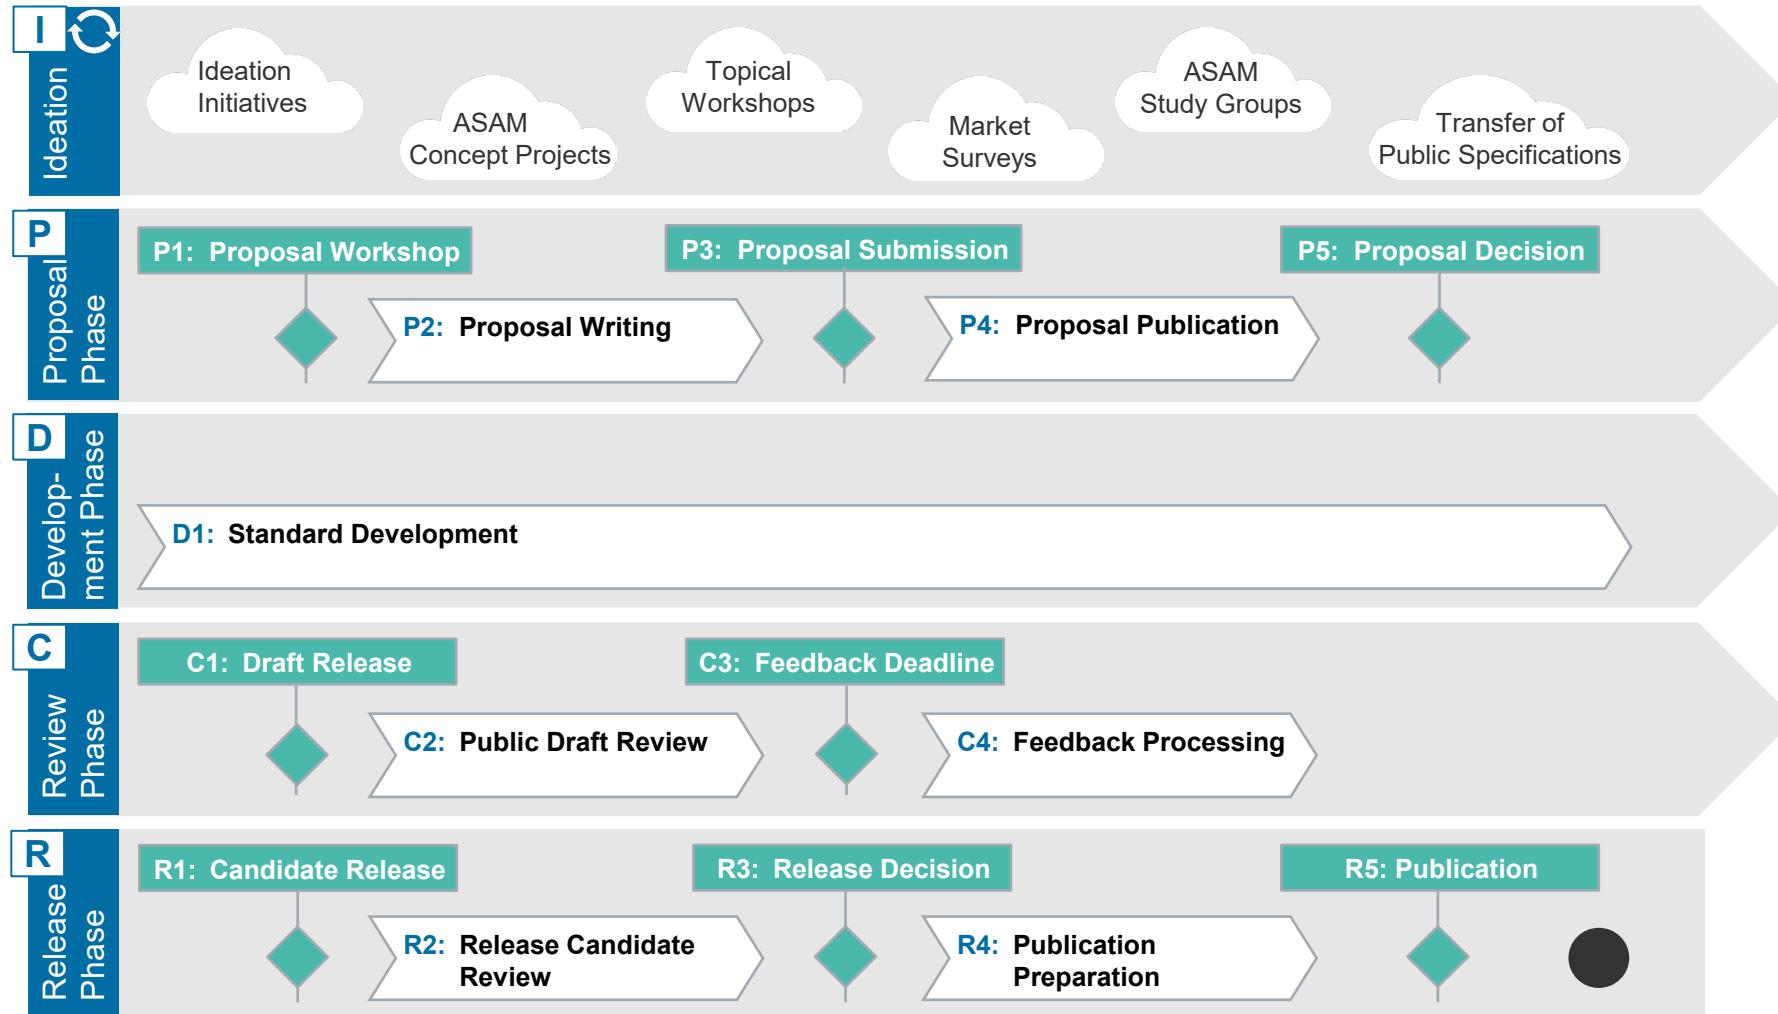 I
Ideation
Ideation
Initiatives
ASAM
Concept Projects
Topical
Workshops
Market
Surveys
ASAM
Study Groups
Transfer of
Public Specifications
P
Proposal
Phase
P1: Proposal Workshop
P2: Proposal Writing
P3: Proposal Submission
P4: Proposal Publication
P5: Proposal Decision
D
Develop-
ment Phase
D1: Standard Development
C
Review
Phase
C1: Draft Release
C2: Public Draft Review
C3: Feedback Deadline
C4: Feedback Processing
R
Release
Phase
R1: Candidate Release
R2: Release Candidate
Review
R3: Release Decision
R4: Publication
Preparation
R5: Publication